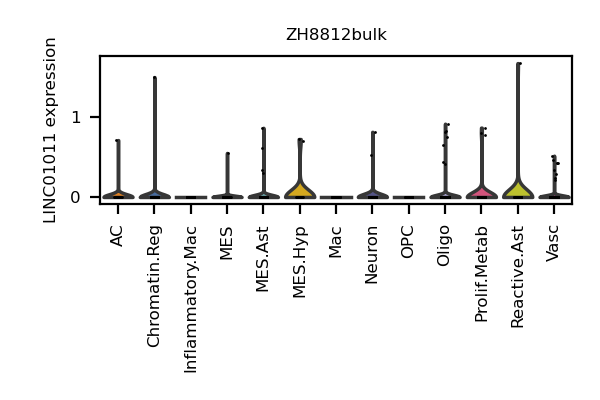 ZH8812bulk
LINC01011 expression
1
0
AC
Chromatin.Reg
Inflammatory.Mac
MES
MES.Ast
MES.Hyp
Mac
Neuron
OPC
Oligo
Prolif.Metab
Reactive.Ast
Vasc